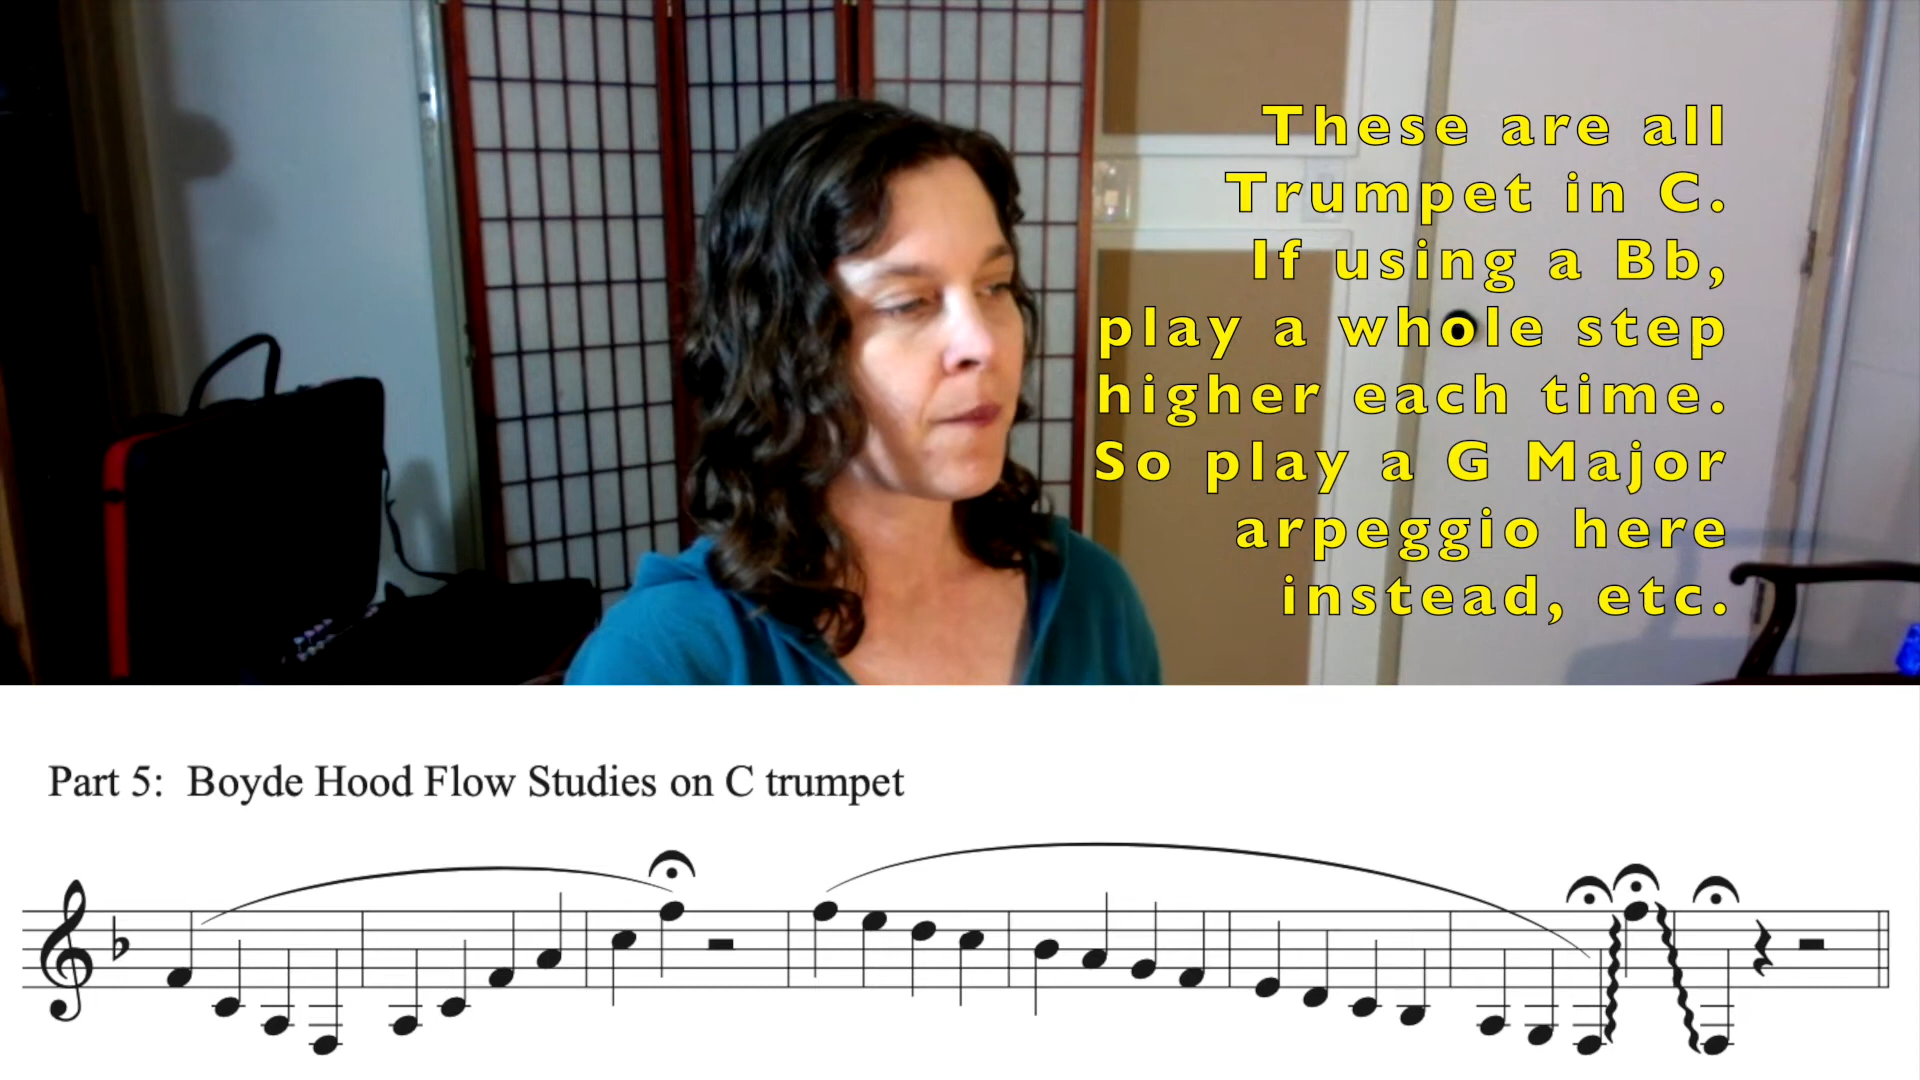 These are all
Trumpet in C.
If using a Bb,
play a whole step
higher each time.
So play a G Major
arpeggio here
instead, etc.
Part 5: Boyde Hood Flow Studies on C trumpet